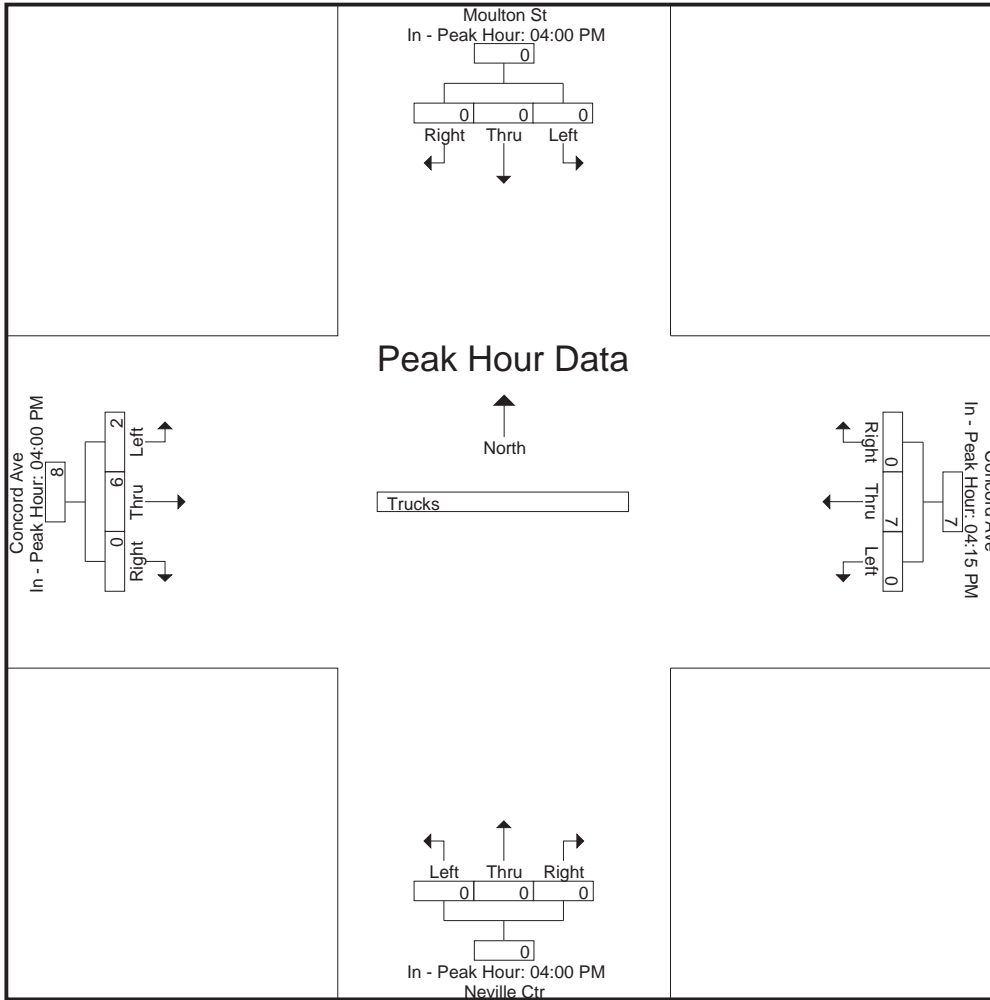 Moulton St
In - Peak Hour: 04:00 PM
0
0 0 0
Right Thru Left
Peak Hour Data
North
Trucks
Concord Ave
In - Peak Hour: 04:00 PM
8
2 6 0
Left Thru Right
Concord Ave
In - Peak Hour: 04:15 PM
7
0 7 0
Right Thru Left
Left Thru Right
0 0 0
0
In - Peak Hour: 04:00 PM
Neville Ctr